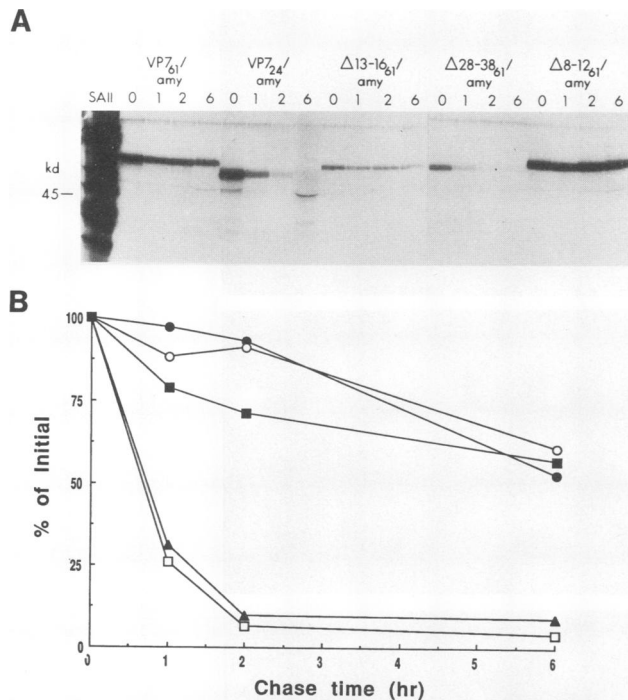 A
VP7₆₁/ VP7₂₄/ Δ13-16₆₁/ Δ28-38₆₁/ Δ8-12₆₁/
amy amy amy amy amy
SAII 0 1 2 6 0 1 2 6 0 1 2 6 0 1 2 6 0 1 2 6
kd
45
B
100
75
50
25
0
% of Initial
0 1 2 3 4 5 6
Chase time (hr)